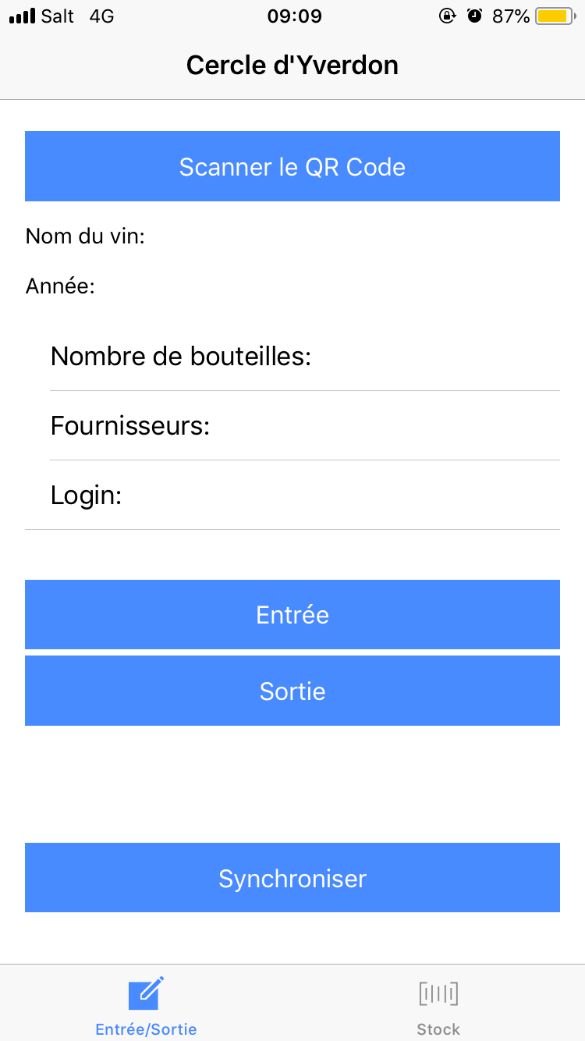 Salt 4G 09:09 87%
Cercle d'Yverdon
Scanner le QR Code
Nom du vin:
Année:
Nombre de bouteilles:
Fournisseurs:
Login:
Entrée
Sortie
Synchroniser
Entrée/Sortie Stock